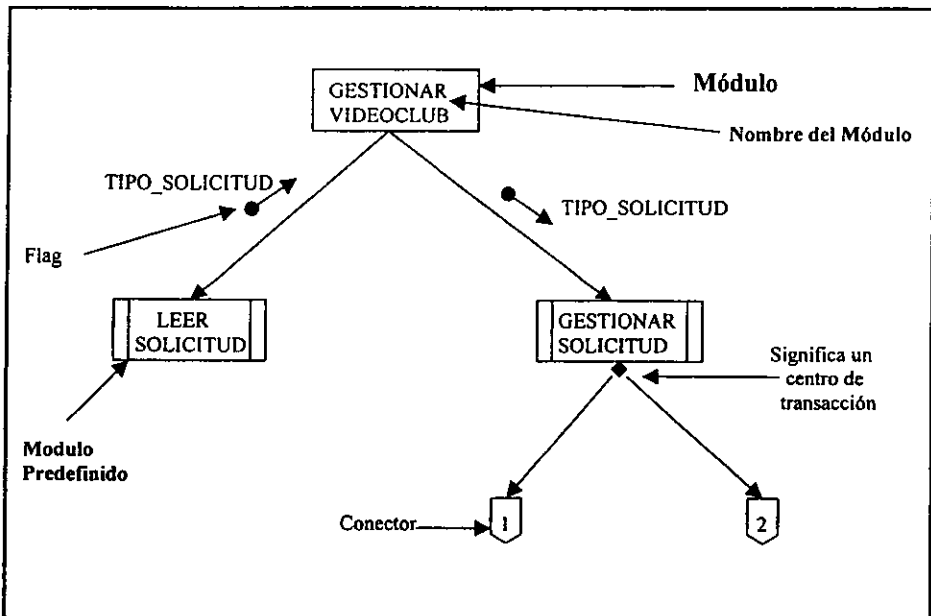 GESTIONAR
VIDEOCLUB
Módulo
Nombre del Módulo
TIPO_SOLICITUD
TIPO_SOLICITUD
Flag
LEER
SOLICITUD
GESTIONAR
SOLICITUD
Significa un
centro de
transacción
Modulo
Predefinido
Conector
1
2